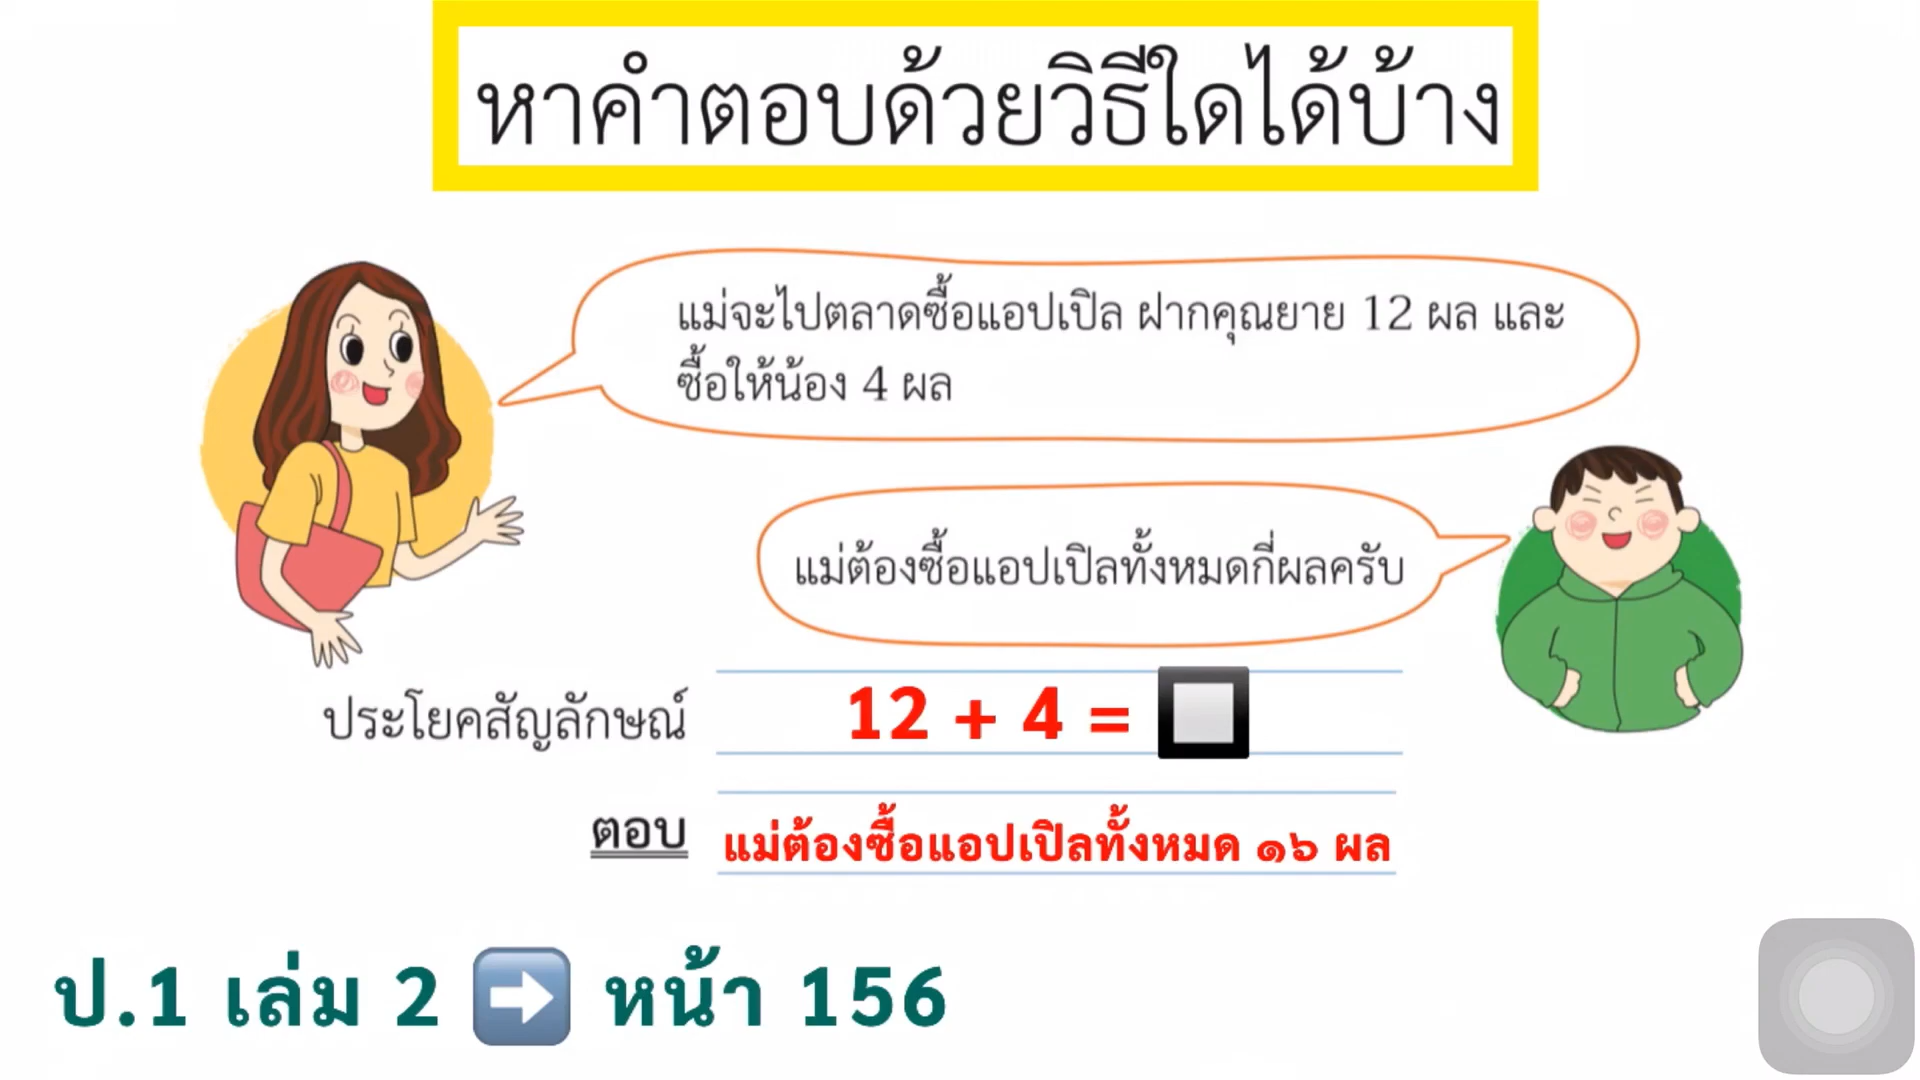 หาคำตอบด้วยวิธีใดได้บ้าง
แม่จะไปตลาดซื้อแอปเปิล ฝากคุณยาย 12 ผล และ
ซื้อให้น้อง 4 ผล
แม่ต้องซื้อแอปเปิลทั้งหมดกี่ผลครับ
ประโยคสัญลักษณ์ 12 + 4 = 🔲
ตอบ แม่ต้องซื้อแอปเปิลทั้งหมด ๑๖ ผล
ป.1 เล่ม 2 ➡️ หน้า 156